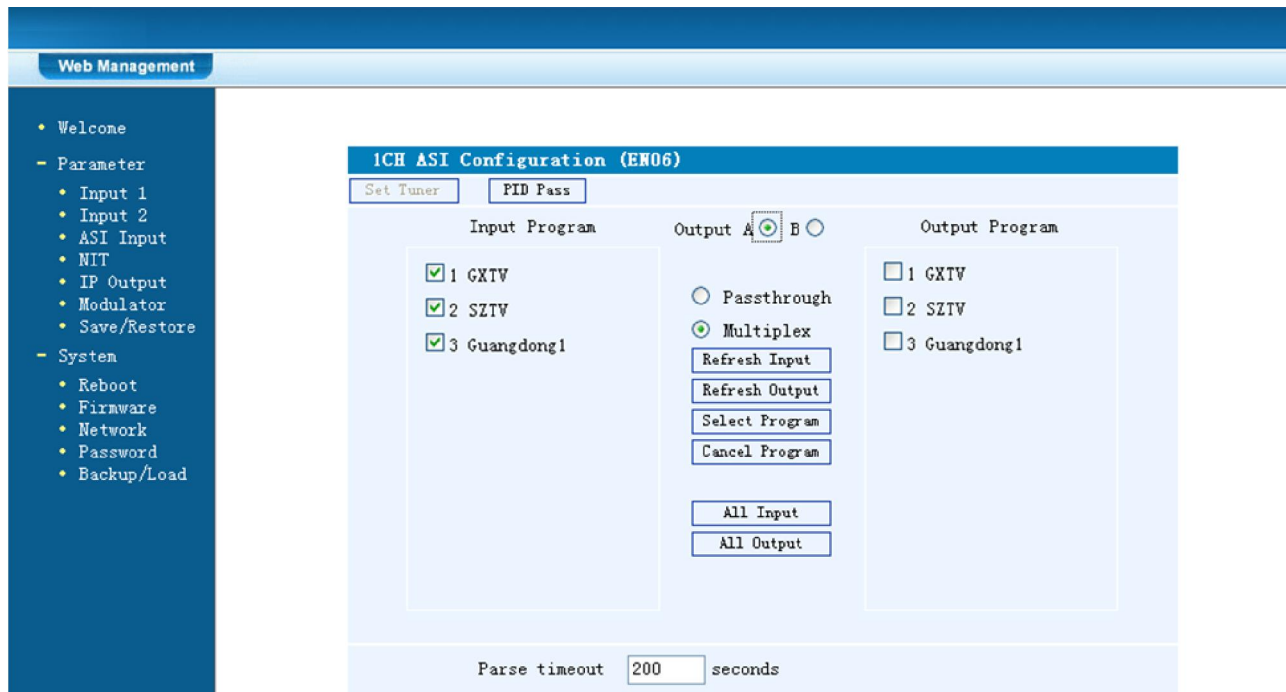 Web Management
Welcome
Parameter
Input 1
Input 2
ASI Input
NIT
IP Output
Modulator
Save/Restore
System
Reboot
Firmware
Network
Password
Backup/Load
1CH ASI Configuration (EN06)
Set Tuner PID Pass
Input Program Output A B Output Program
1 GXTV
2 SZTV
3 Guangdong1
Passthrough
Multiplex
Refresh Input
Refresh Output
Select Program
Cancel Program
All Input
All Output
1 GXTV
2 SZTV
3 Guangdong1
Parse timeout 200 seconds